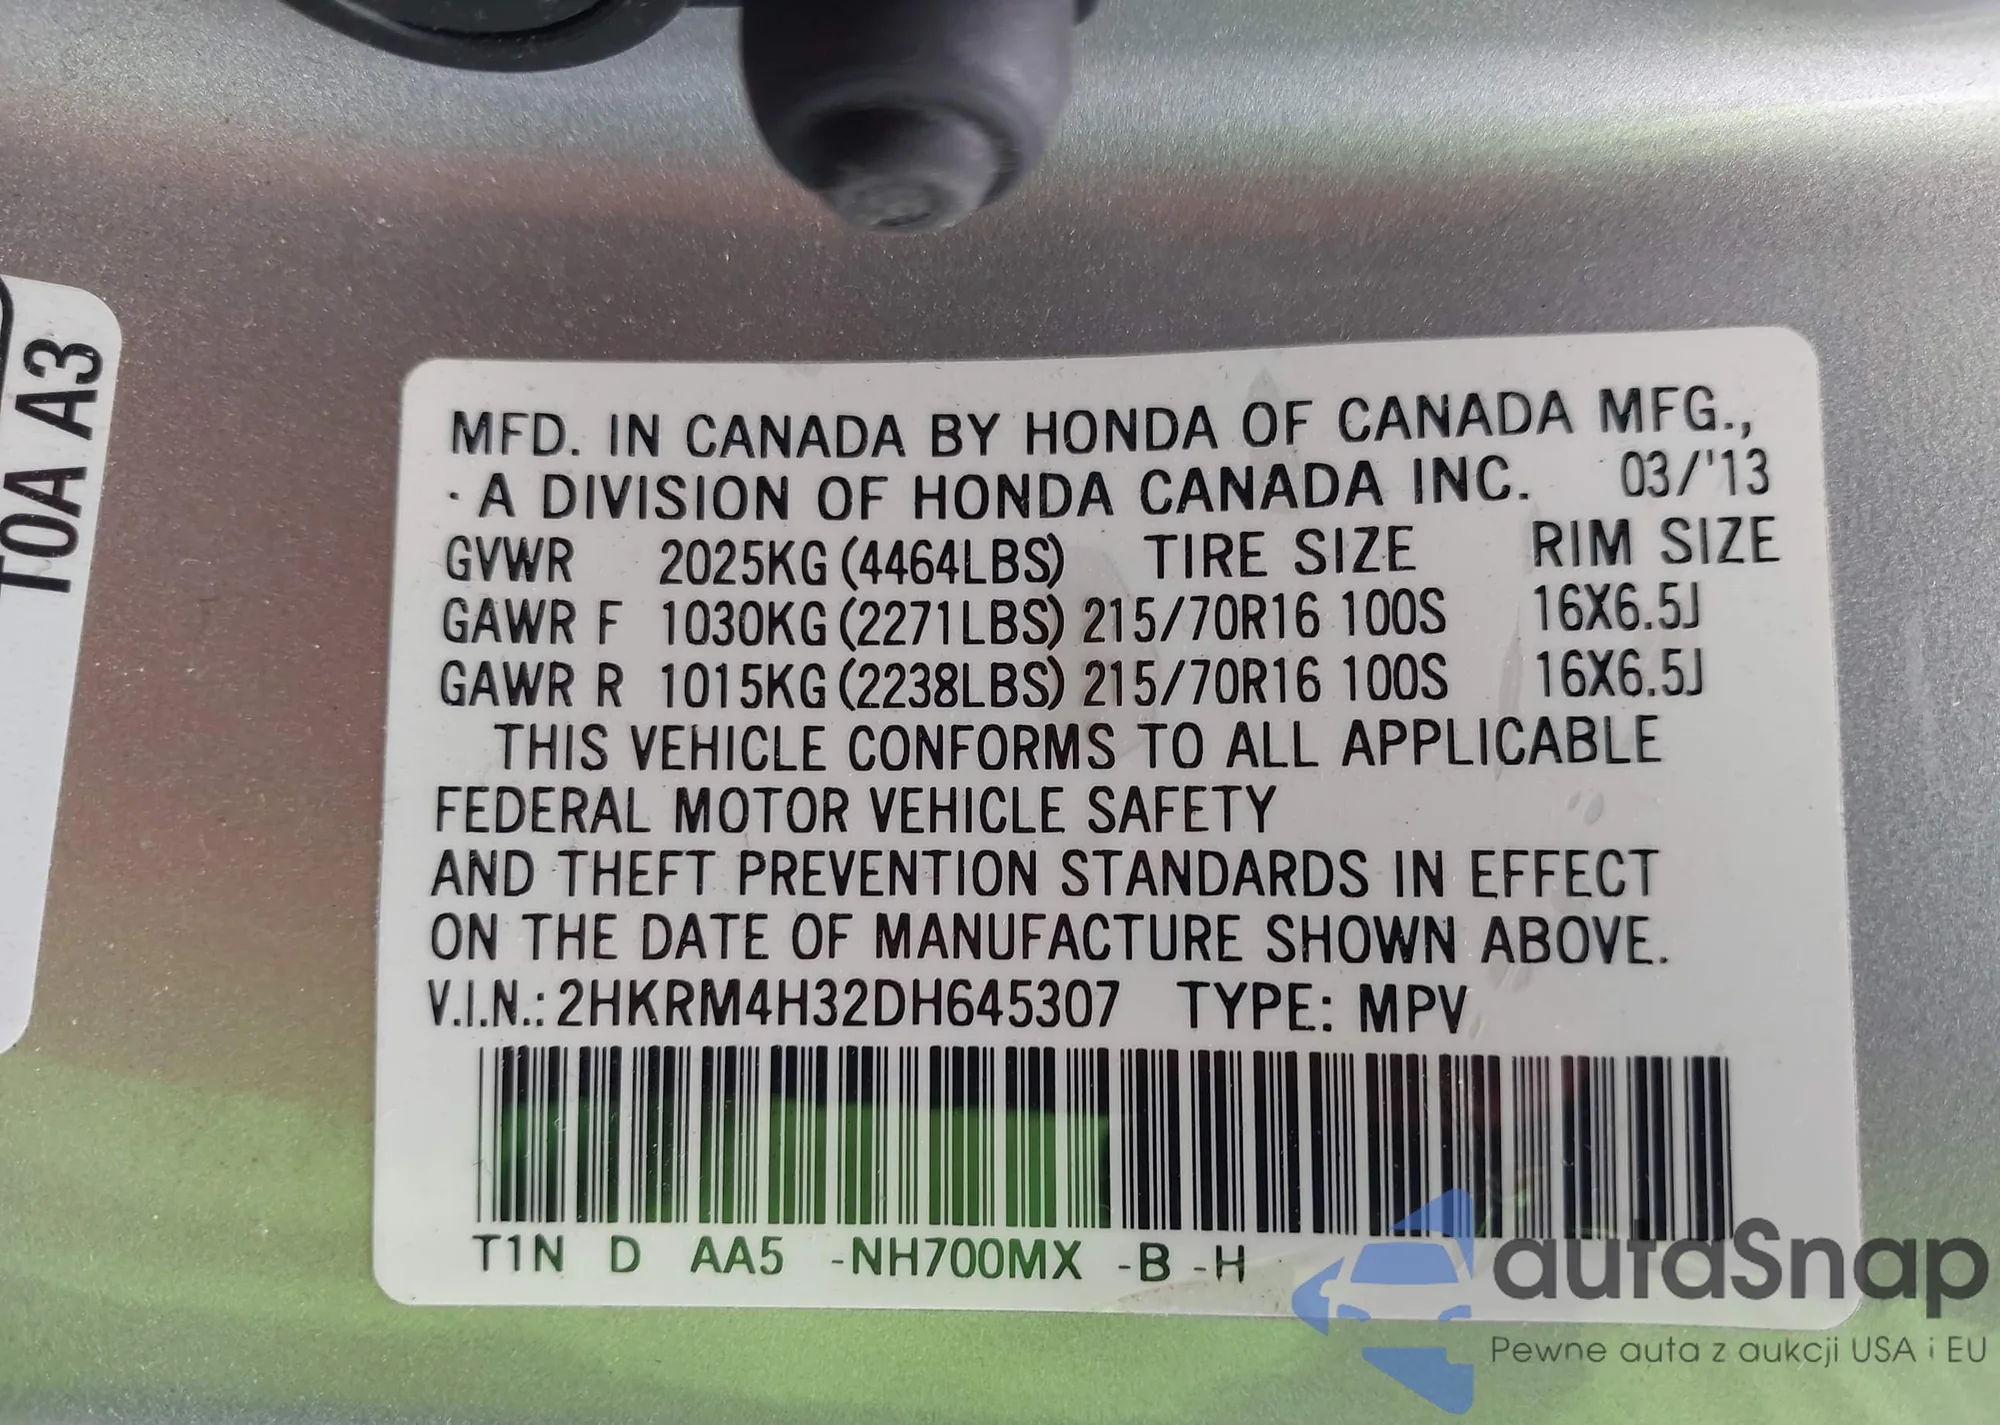 T0A A3
MFD. IN CANADA BY HONDA OF CANADA MFG.,
· A DIVISION OF HONDA CANADA INC. 03/'13
GVWR 2025KG (4464LBS) TIRE SIZE RIM SIZE
GAWR F 1030KG (2271LBS) 215/70R16 100S 16X6.5J
GAWR R 1015KG (2238LBS) 215/70R16 100S 16X6.5J
THIS VEHICLE CONFORMS TO ALL APPLICABLE
FEDERAL MOTOR VEHICLE SAFETY
AND THEFT PREVENTION STANDARDS IN EFFECT
ON THE DATE OF MANUFACTURE SHOWN ABOVE.
V.I.N.: 2HKRM4H32DH645307 TYPE: MPV
T1N D AA5 -NH700MX -B -H
autaSnap
Pewne auta z aukcji USA i EU